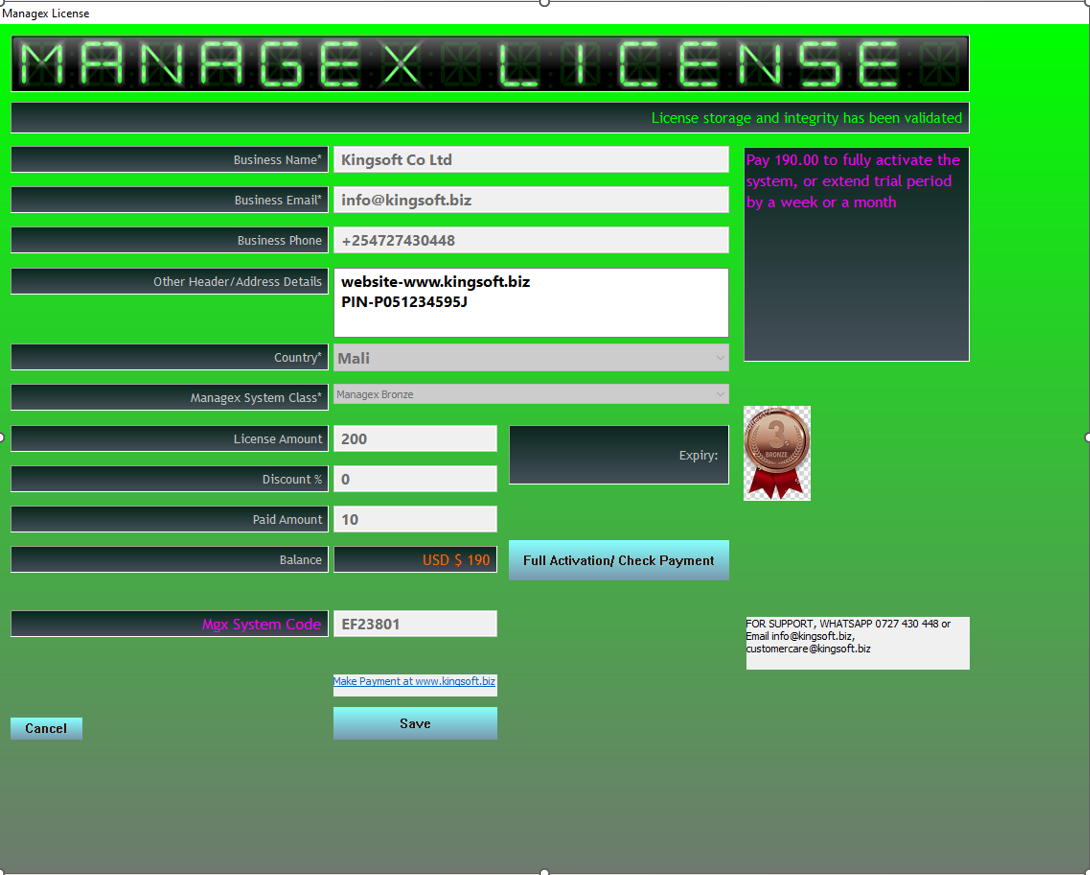 Managex License
MANAGEX LICENSE
License storage and integrity has been validated
Business Name*
Kingsoft Co Ltd
Business Email*
info@kingsoft.biz
Business Phone
+254727430448
Other Header/Address Details
website-www.kingsoft.biz
PIN-P051234595J
Country*
Mali
Managex System Class*
Managex Bronze
License Amount
200
Discount %
0
Paid Amount
10
Balance
USD $ 190
Mgx System Code
EF23801
Make Payment at www.kingsoft.biz
Save
Cancel
Expiry:
Full Activation/ Check Payment
Pay 190.00 to fully activate the
system, or extend trial period
by a week or a month
3
BRONZE
FOR SUPPORT, WHATSAPP 0727 430 448 or
Email info@kingsoft.biz,
customercare@kingsoft.biz